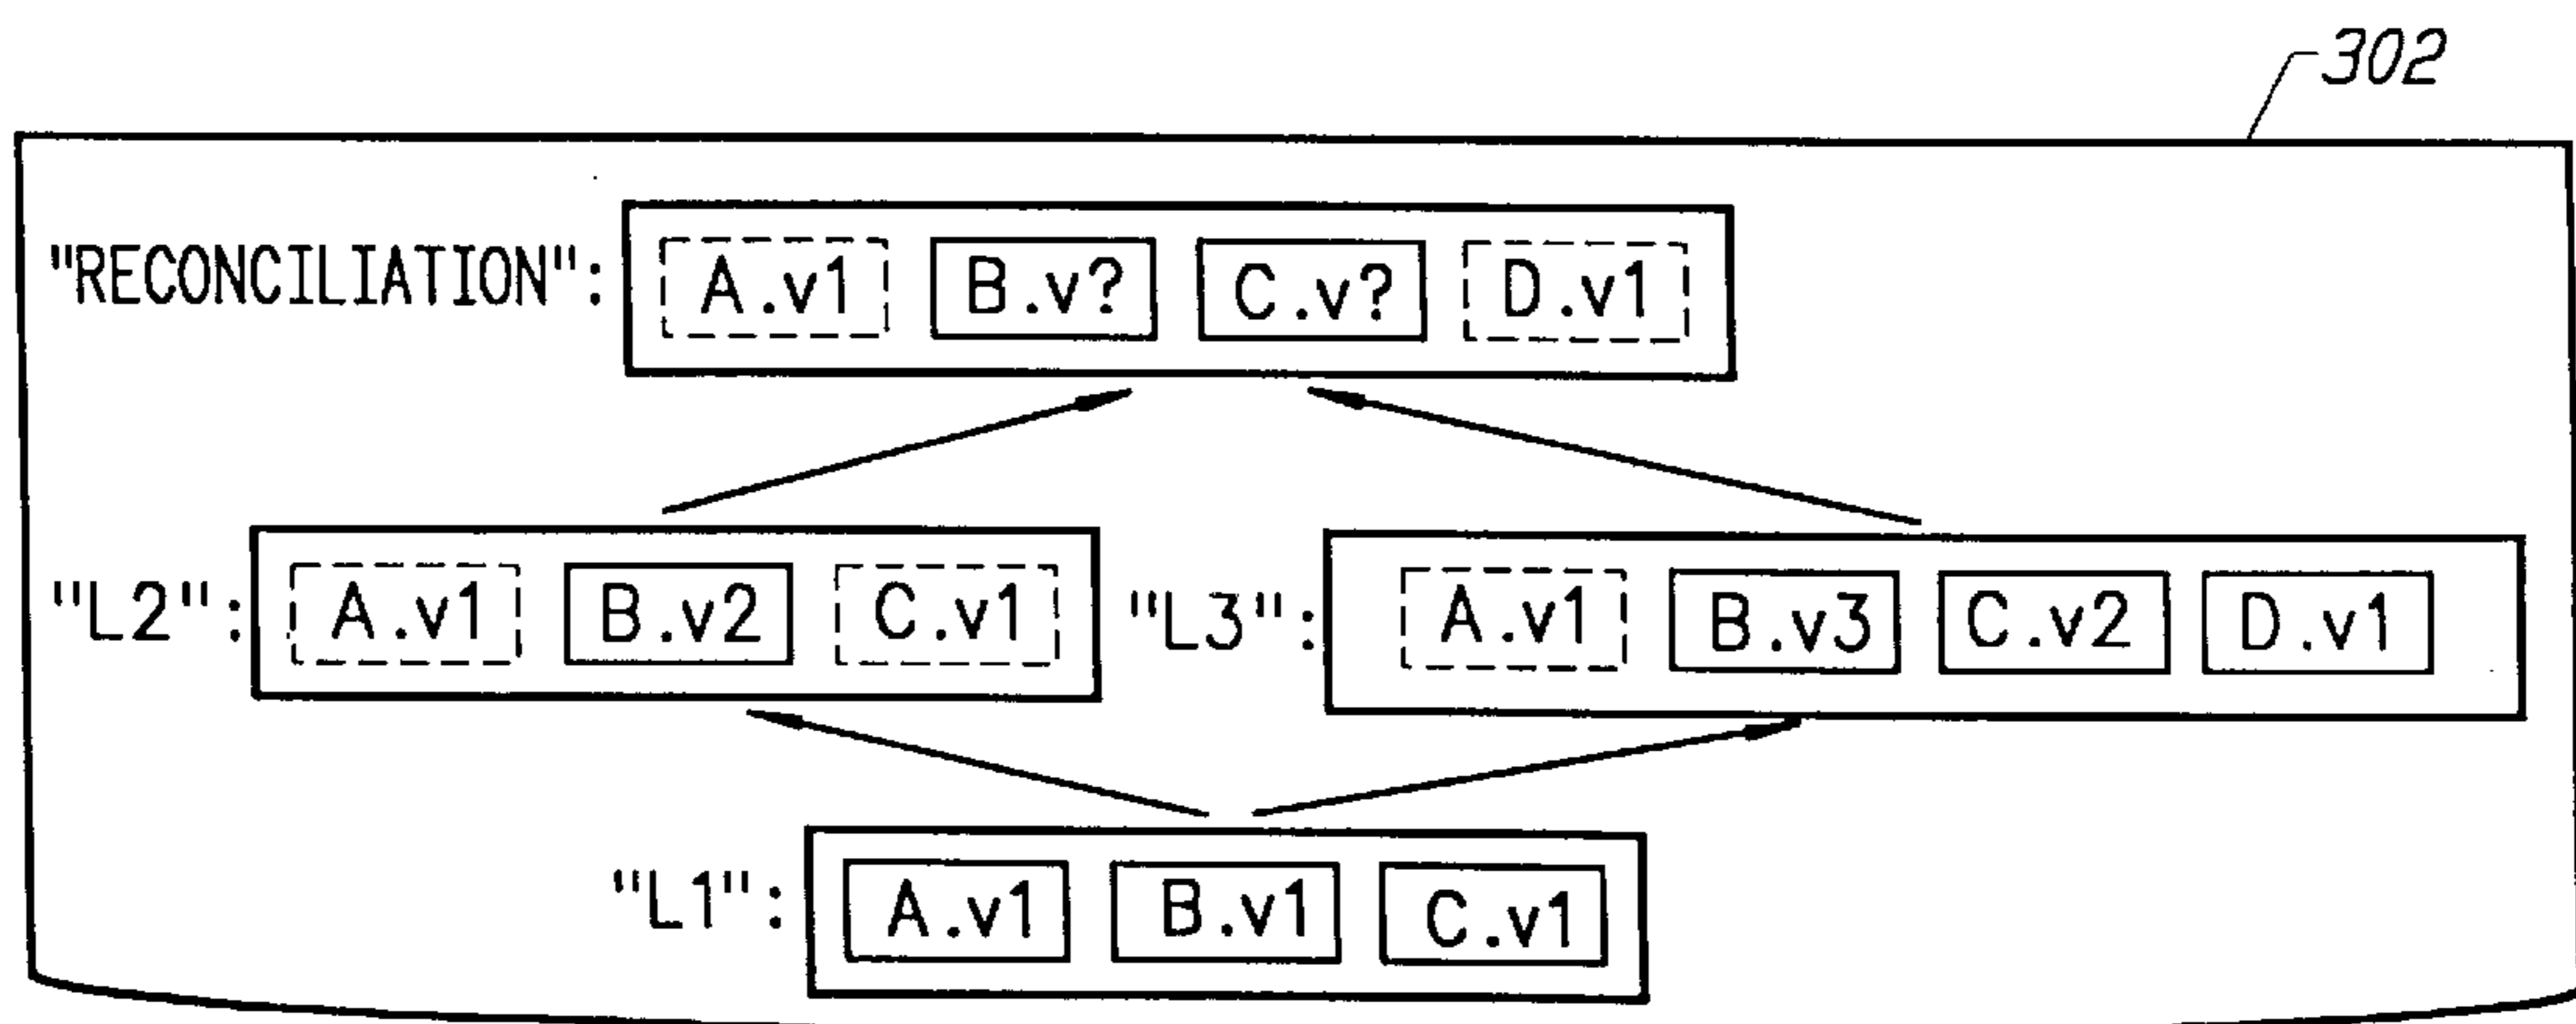 302
"RECONCILIATION": A.v1 B.v? C.v? D.v1
"L2": A.v1 B.v2 C.v1 "L3": A.v1 B.v3 C.v2 D.v1
"L1": A.v1 B.v1 C.v1